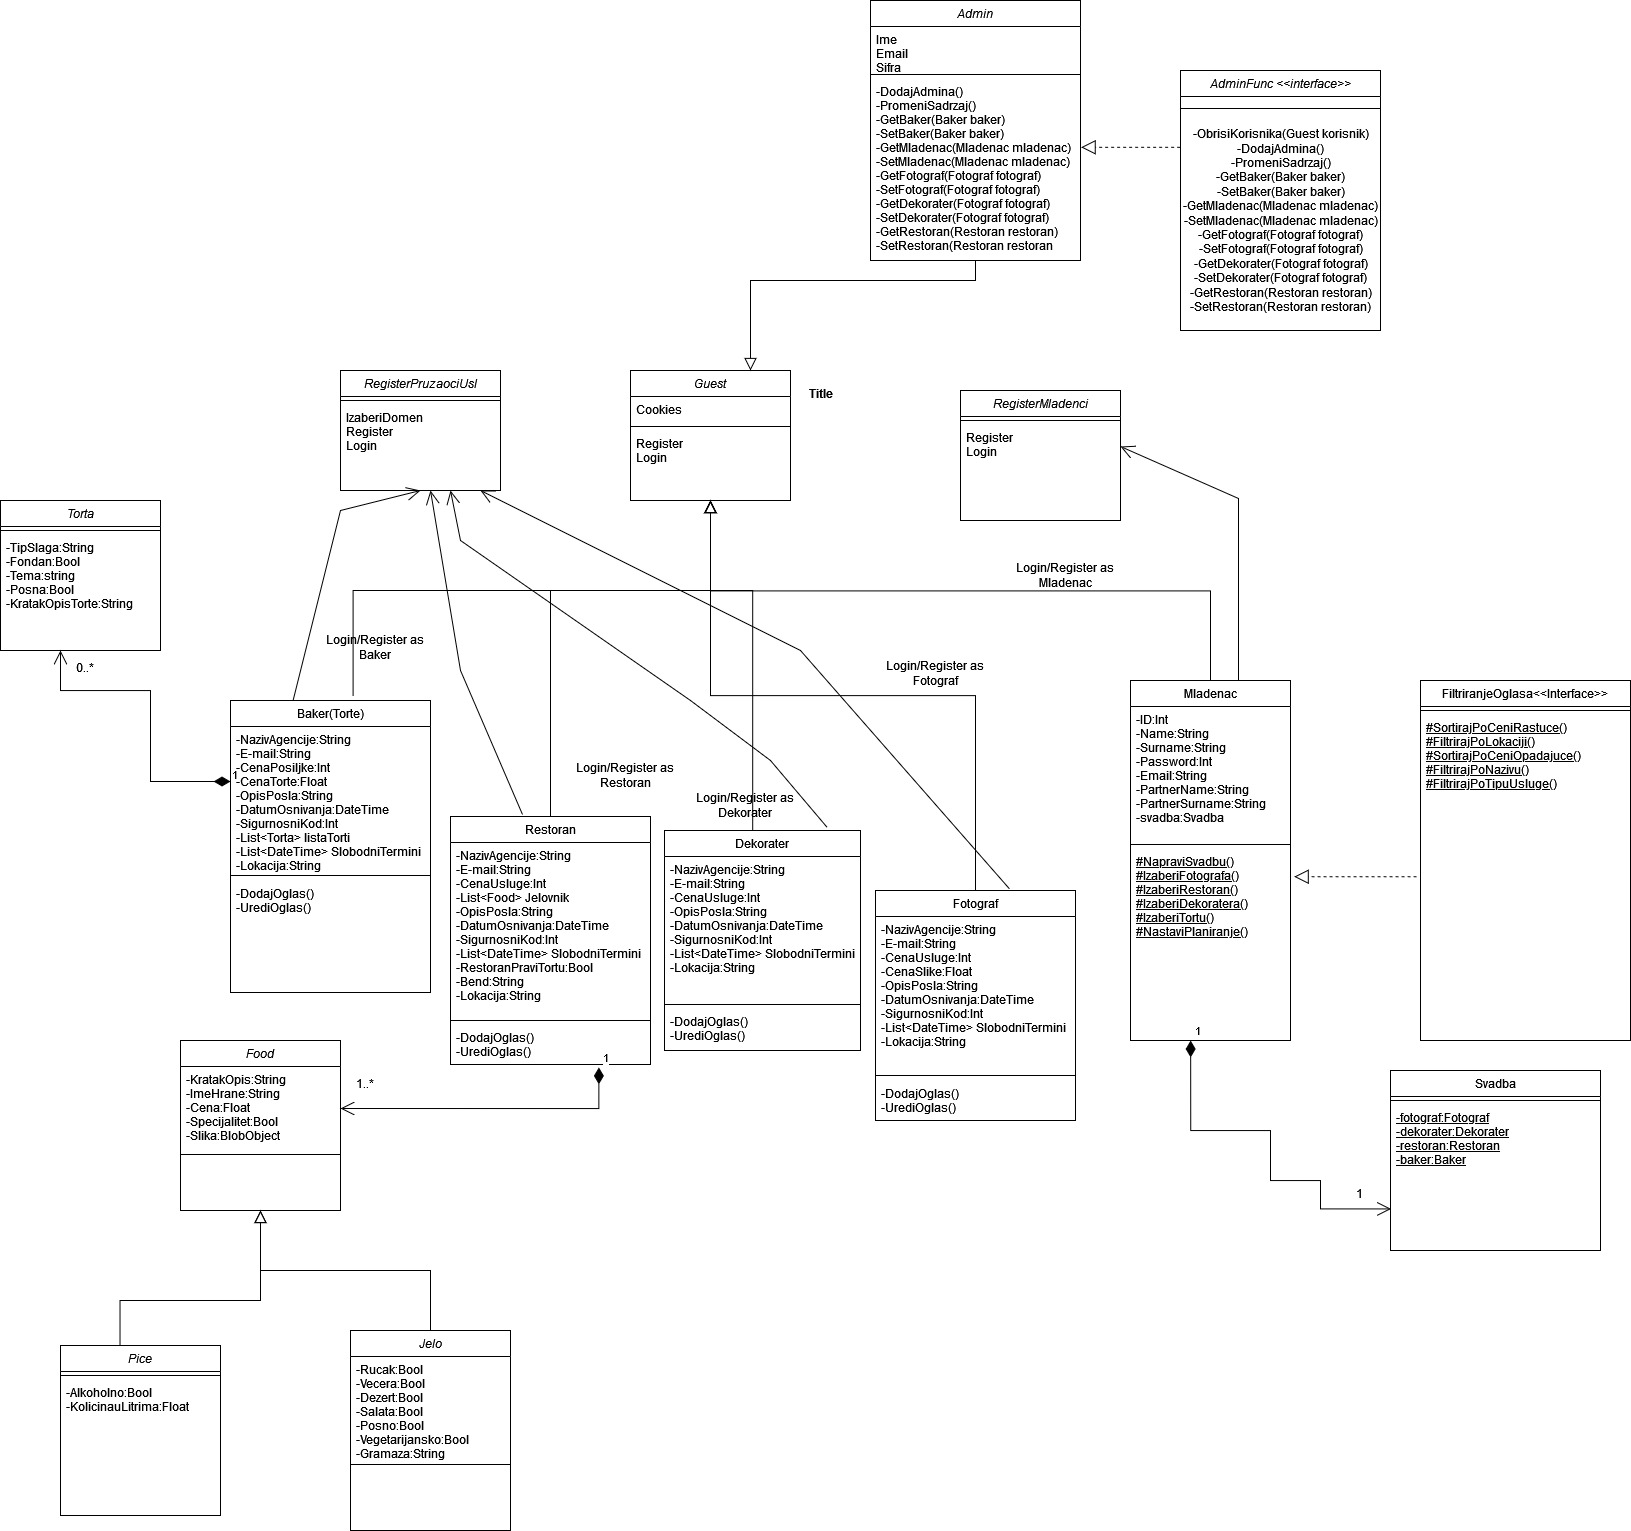 Admin
Ime
Email
Sifra
-DodajAdmina()
-PromeniSadrzaj()
-GetBaker(Baker baker)
-SetBaker(Baker baker)
-GetMladenac(Mladenac mladenac)
-SetMladenac(Mladenac mladenac)
-GetFotograf(Fotograf fotograf)
-SetFotograf(Fotograf fotograf)
-GetDekorater(Fotograf fotograf)
-SetDekorater(Fotograf fotograf)
-GetRestoran(Restoran restoran)
-SetRestoran(Restoran restoran
AdminFunc <<interface>>
-ObrisiKorisnika(Guest korisnik)
-DodajAdmina()
-PromeniSadrzaj()
-GetBaker(Baker baker)
-SetBaker(Baker baker)
-GetMladenac(Mladenac mladenac)
-SetMladenac(Mladenac mladenac)
-GetFotograf(Fotograf fotograf)
-SetFotograf(Fotograf fotograf)
-GetDekorater(Fotograf fotograf)
-SetDekorater(Fotograf fotograf)
-GetRestoran(Restoran restoran)
-SetRestoran(Restoran restoran)
RegisterPruzaociUsl
IzaberiDomen
Register
Login
Guest
Cookies
Register
Login
Title
RegisterMladenci
Register
Login
Torta
-TipSlaga:String
-Fondan:Bool
-Tema:string
-Posna:Bool
-KratakOpisTorte:String
0..*
Login/Register as
Mladenac
Login/Register as
Baker
Login/Register as
Fotograf
Login/Register as
Restoran
Login/Register as
Dekorater
Baker(Torte)
-NazivAgencije:String
-E-mail:String
-CenaPosiljke:Int
-CenaTorte:Float
-OpisPosla:String
-DatumOsnivanja:DateTime
-SigurnosniKod:Int
-List<Torta> listaTorti
-List<DateTime> SlobodniTermini
-Lokacija:String
-DodajOglas()
-UrediOglas()
1
Restoran
-NazivAgencije:String
-E-mail:String
-CenaUsluge:Int
-List<Food> Jelovnik
-OpisPosla:String
-DatumOsnivanja:DateTime
-SigurnosniKod:Int
-List<DateTime> SlobodniTermini
-RestoranPraviTortu:Bool
-Bend:String
-Lokacija:String
-DodajOglas()
-UrediOglas()
1
Dekorater
-NazivAgencije:String
-E-mail:String
-CenaUsluge:Int
-OpisPosla:String
-DatumOsnivanja:DateTime
-SigurnosniKod:Int
-List<DateTime> SlobodniTermini
-Lokacija:String
-DodajOglas()
-UrediOglas()
Fotograf
-NazivAgencije:String
-E-mail:String
-CenaUsluge:Int
-CenaSlike:Float
-OpisPosla:String
-DatumOsnivanja:DateTime
-SigurnosniKod:Int
-List<DateTime> SlobodniTermini
-Lokacija:String
-DodajOglas()
-UrediOglas()
Mladenac
-ID:Int
-Name:String
-Surname:String
-Password:Int
-Email:String
-PartnerName:String
-PartnerSurname:String
-svadba:Svadba
#NapraviSvadbu()
#IzaberiFotografa()
#IzaberiRestoran()
#IzaberiDekoratera()
#IzaberiTortu()
#NastaviPlaniranje()
1
FiltriranjeOglasa<<Interface>>
#SortirajPoCeniRastuce()
#FiltrirajPoLokaciji()
#SortirajPoCeniOpadajuce()
#FiltrirajPoNazivu()
#FiltrirajPoTipuUsluge()
Svadba
-fotograf:Fotograf
-dekorater:Dekorater
-restoran:Restoran
-baker:Baker
1
Food
-KratakOpis:String
-ImeHrane:String
-Cena:Float
-Specijalitet:Bool
-Slika:BlobObject
1..*
Pice
-Alkoholno:Bool
-KolicinauLitrima:Float
Jelo
-Rucak:Bool
-Vecera:Bool
-Dezert:Bool
-Salata:Bool
-Posno:Bool
-Vegetarijansko:Bool
-Gramaza:String